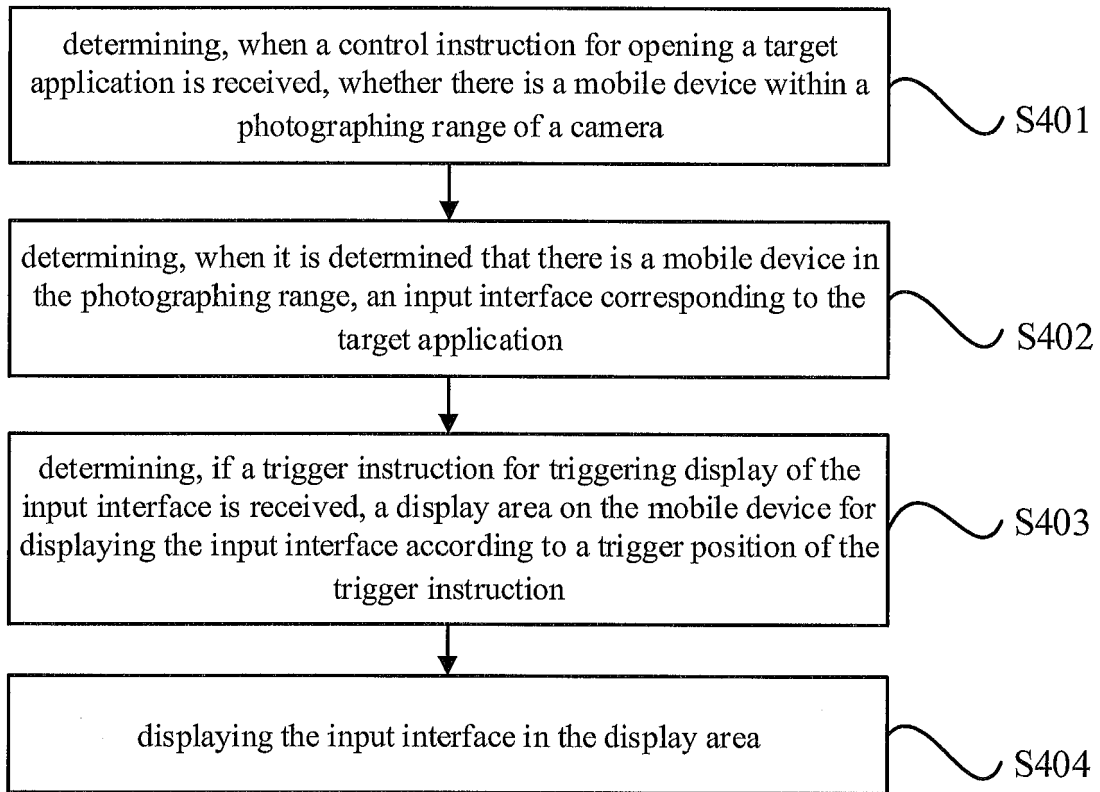 determining, when a control instruction for opening a target
application is received, whether there is a mobile device within a
photographing range of a camera
S401
determining, when it is determined that there is a mobile device in
the photographing range, an input interface corresponding to the
target application
S402
determining, if a trigger instruction for triggering display of the
input interface is received, a display area on the mobile device for
displaying the input interface according to a trigger position of the
trigger instruction
S403
displaying the input interface in the display area
S404